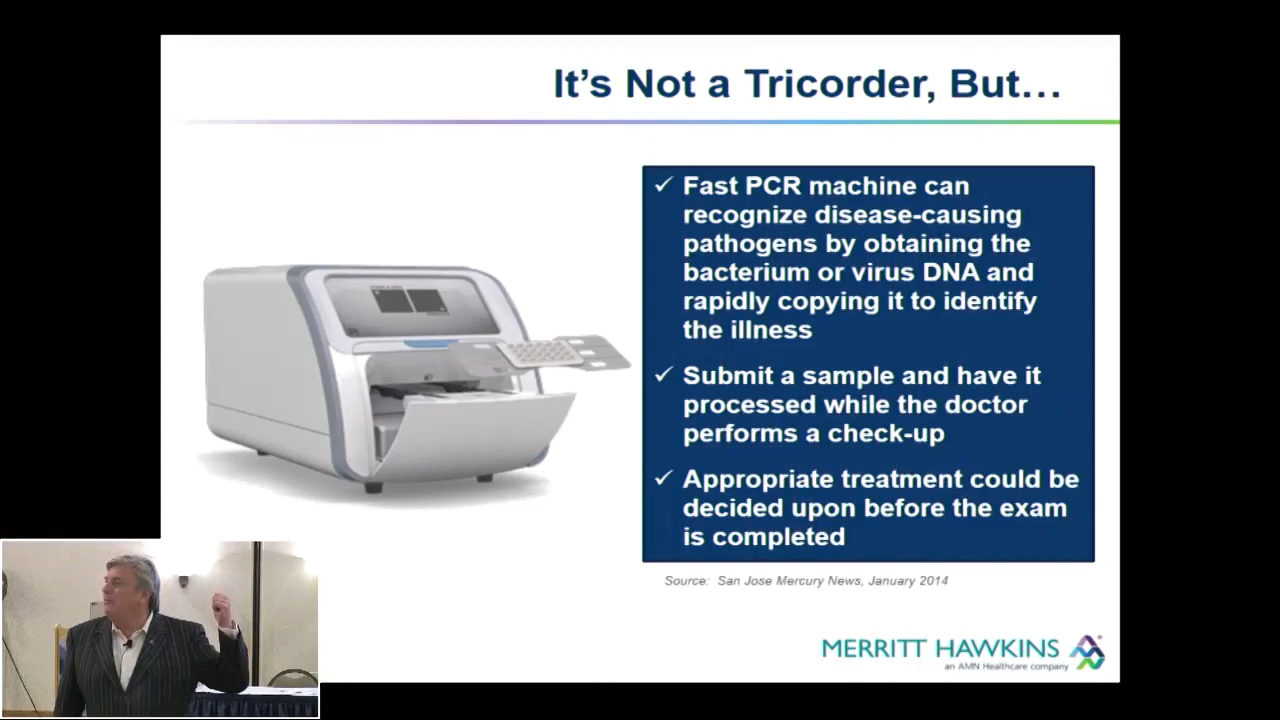 It's Not a Tricorder, But…
✓ Fast PCR machine can
recognize disease-causing
pathogens by obtaining the
bacterium or virus DNA and
rapidly copying it to identify
the illness
✓ Submit a sample and have it
processed while the doctor
performs a check-up
✓ Appropriate treatment could be
decided upon before the exam
is completed
Source: San Jose Mercury News, January 2014
MERRITT HAWKINS
an AMN Healthcare company